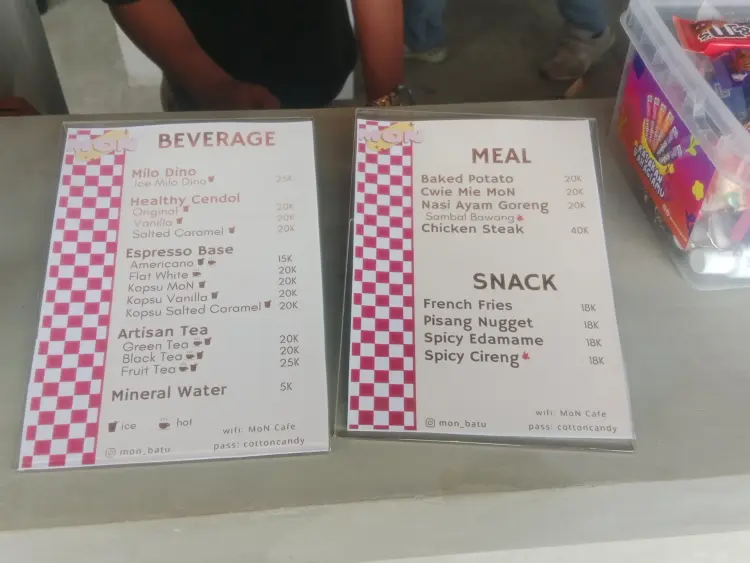 MON
BEVERAGE
Milo Dino
Ice Milo Dino 25K
Healthy Cendol
Original 20K
Vanilla 20K
Salted Caramel 20K
Espresso Base
Americano 15K
Flat White 20K
Kopsu MoN 20K
Kopsu Vanilla 20K
Kopsu Salted Caramel 20K
Artisan Tea
Green Tea 20K
Black Tea 20K
Fruit Tea 25K
Mineral Water 5K
ice hot
wifi: MoN Cafe
pass: cottoncandy
mon_batu
MON
MEAL
Baked Potato 20K
Cwie Mie MoN 20K
Nasi Ayam Goreng 20K
Sambal Bawang
Chicken Steak 40K
SNACK
French Fries 18K
Pisang Nugget 18K
Spicy Edamame 18K
Spicy Cireng 18K
wifi: MoN Cafe
mon_batu pass: cottoncandy